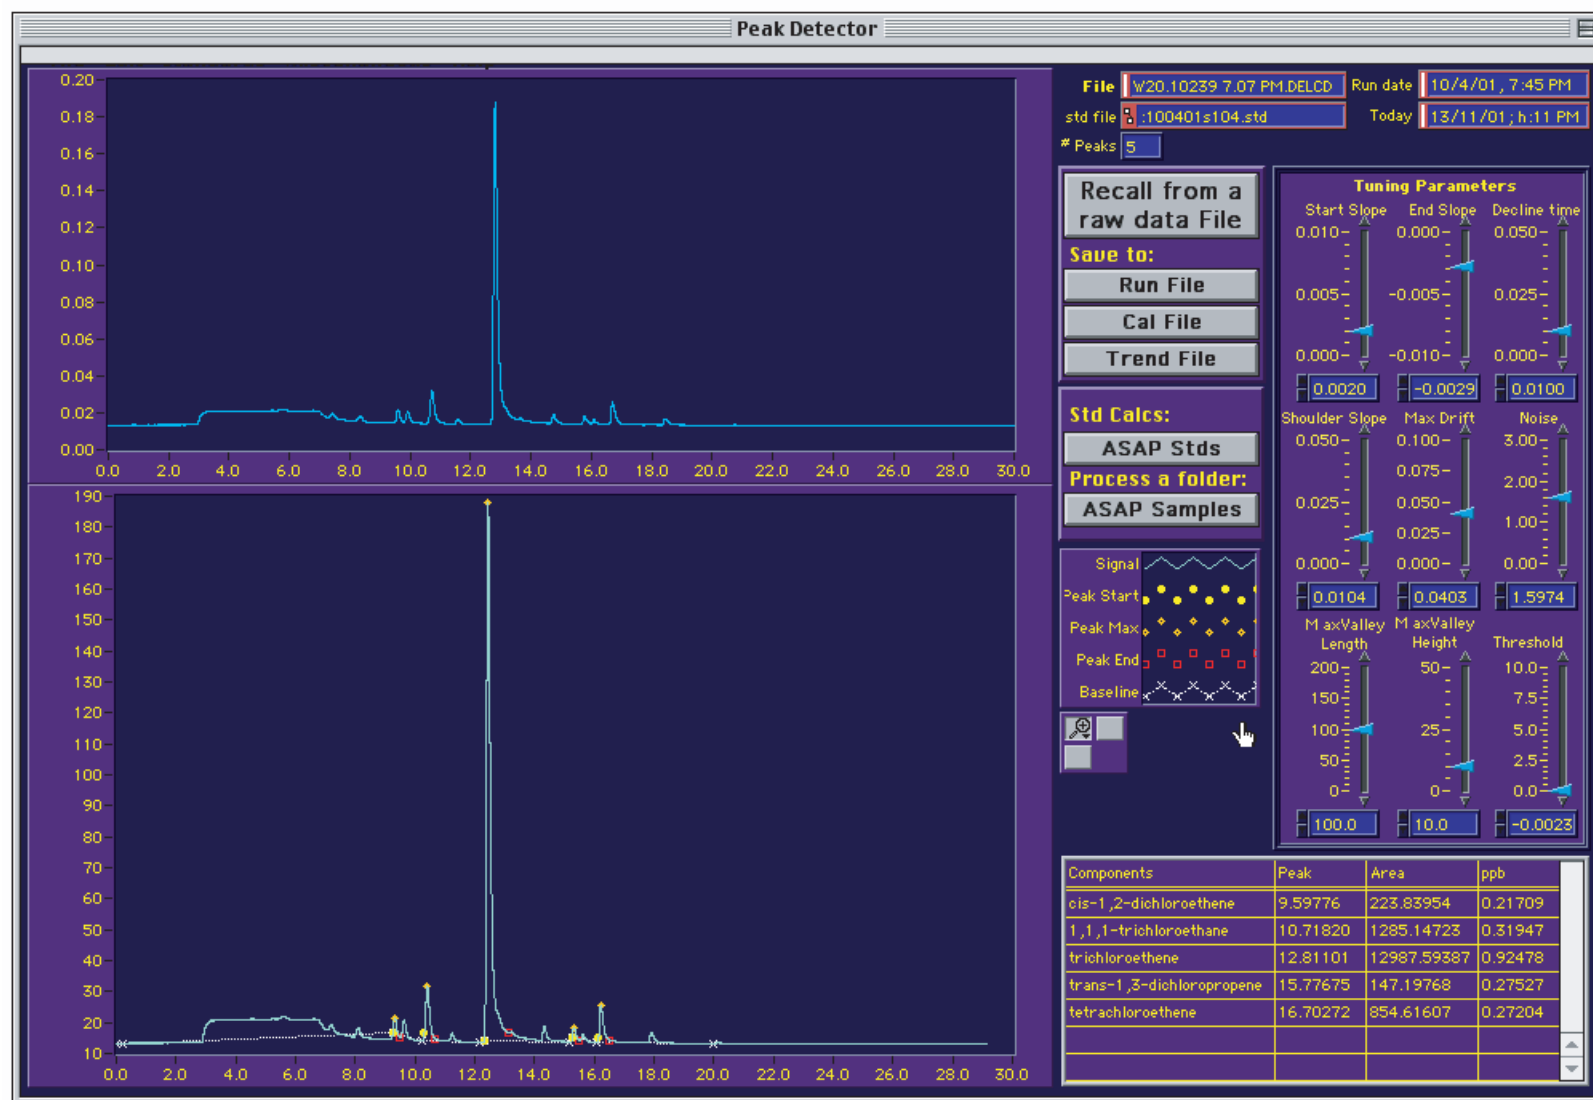 Peak Detector
File W20.10239 7.07 PM.DELCD Run date 10/4/01, 7:45 PM
std file :100401s104.std Today 13/11/01; h:11 PM
# Peaks 5
0.20
0.18
0.16
0.14
0.12
0.10
0.08
0.06
0.04
0.02
0.00
0.0 2.0 4.0 6.0 8.0 10.0 12.0 14.0 16.0 18.0 20.0 22.0 24.0 26.0 28.0 30.0
190
180
170
160
150
140
130
120
110
100
90
80
70
60
50
40
30
20
10
0.0 2.0 4.0 6.0 8.0 10.0 12.0 14.0 16.0 18.0 20.0 22.0 24.0 26.0 28.0 30.0
Recall from a
raw data File
Save to:
Run File
Cal File
Trend File
Std Calcs:
ASAP Stds
Process a folder:
ASAP Samples
Signal
Peak Start
Peak Max
Peak End
Baseline
Tuning Parameters
Start Slope End Slope Decline time
0.010 0.000 0.050
0.005 -0.005 0.025
0.000 -0.010 0.000
0.0020 -0.0029 0.0100
Shoulder Slope Max Drift Noise
0.050 0.100 3.00
0.075 2.00
0.025 0.050 1.00
0.025
0.000 0.000 0.00
0.0104 0.0403 1.5974
MaxValley MaxValley
Length Height Threshold
200 50 10.0
150 7.5
100 25 5.0
50 2.5
0 0 0.0
100.0 10.0 -0.0023
Components Peak Area ppb
cis-1,2-dichloroethene 9.59776 223.83954 0.21709
1,1,1-trichloroethane 10.71820 1285.14723 0.31947
trichloroethene 12.81101 12987.59387 0.92478
trans-1,3-dichloropropene 15.77675 147.19768 0.27527
tetrachloroethene 16.70272 854.61607 0.27204